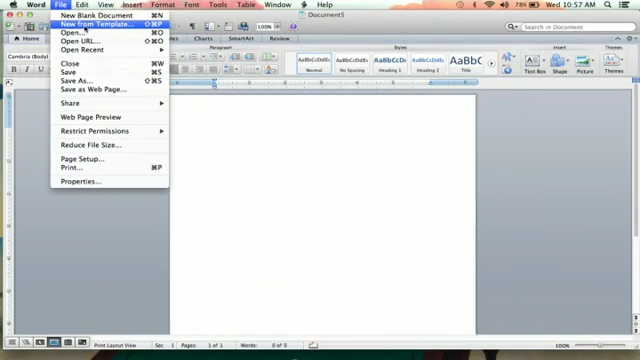 Word File Edit View Insert Format Font Tools Table Window Help 78% 10:57 AM
Document5
New Blank Document ⌘N
New from Template... ⇧⌘P
Open... ⌘O
Open URL... ⇧⌘O
Open Recent
Close ⌘W
Save ⌘S
Save As... ⇧⌘S
Save as Web Page...
Share
Web Page Preview
Restrict Permissions
Reduce File Size...
Page Setup...
Print... ⌘P
Properties...
100%
Search in Document
Home
Charts SmartArt Review
Paragraph Styles Insert Themes
Cambria (Body)
B I U
AaBbCcDdEe Normal
AaBbCcDdEe No Spacing
AaBbCcDc Heading 1
Heading 2
Title
Text Box Shape Picture Themes
Print Layout View Sec 1 Pages: 1 of 1 Words: 0 of 0 100%